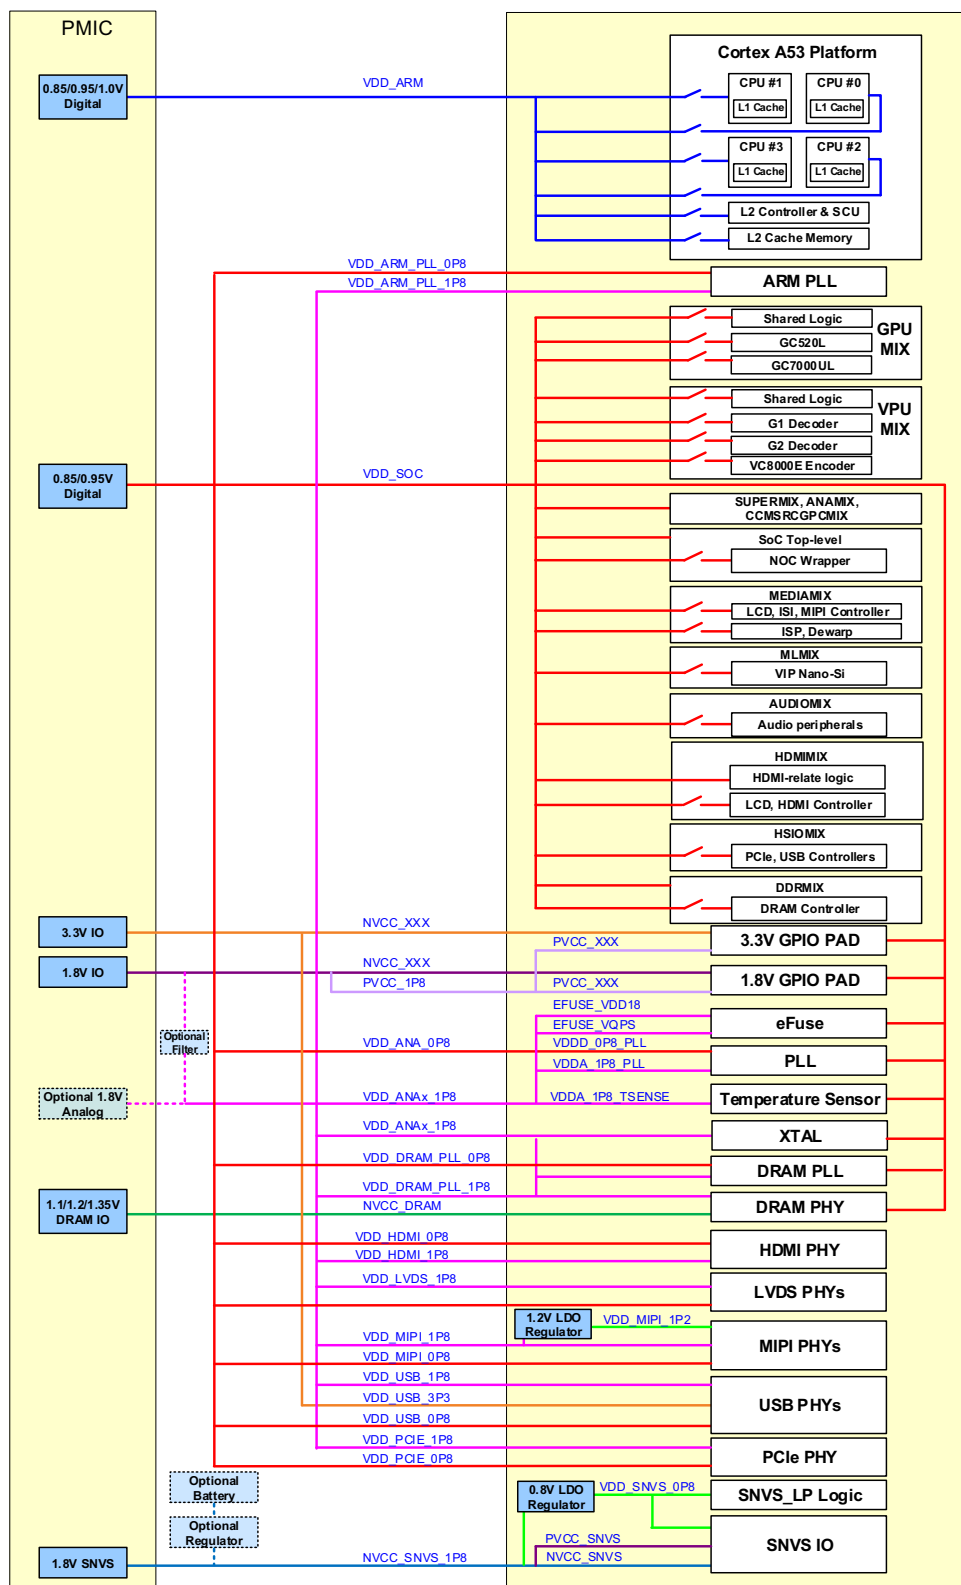 PMIC
Cortex A53 Platform
0.85/0.95/1.0V
Digital
VDD_ARM
CPU #1
L1 Cache
CPU #0
L1 Cache
CPU #3
L1 Cache
CPU #2
L1 Cache
L2 Controller & SCU
L2 Cache Memory
VDD_ARM_PLL_0P8
VDD_ARM_PLL_1P8
ARM PLL
Shared Logic
GC520L
GC7000UL
GPU
MIX
Shared Logic
G1 Decoder
G2 Decoder
VC8000E Encoder
VPU
MIX
0.85/0.95V
Digital
VDD_SOC
SUPERMIX, ANAMIX,
CCMSRCGPCMIX
SoC Top-level
NOC Wrapper
MEDIAMIX
LCD, ISI, MIPI Controller
ISP, Dewarp
MLMIX
VIP Nano-Si
AUDIOMIX
Audio peripherals
HDMIMIX
HDMI-relate logic
LCD, HDMI Controller
HSIOMIX
PCIe, USB Controllers
DDRMIX
DRAM Controller
3.3V IO
NVCC_XXX
PVCC_XXX
3.3V GPIO PAD
1.8V IO
NVCC_XXX
PVCC_1P8
PVCC_XXX
1.8V GPIO PAD
EFUSE_VDD18
EFUSE_VQPS
eFuse
Optional
Filter
VDD_ANA_0P8
VDDD_0P8_PLL
VDDA_1P8_PLL
PLL
Optional 1.8V
Analog
VDD_ANAx_1P8
VDDA_1P8_TSENSE
Temperature Sensor
VDD_ANAx_1P8
XTAL
VDD_DRAM_PLL_0P8
DRAM PLL
VDD_DRAM_PLL_1P8
1.1/1.2/1.35V
DRAM IO
NVCC_DRAM
DRAM PHY
VDD_HDMI_0P8
VDD_HDMI_1P8
HDMI PHY
VDD_LVDS_1P8
LVDS PHYs
1.2V LDO
Regulator
VDD_MIPI_1P2
VDD_MIPI_1P8
VDD_MIPI_0P8
MIPI PHYs
VDD_USB_1P8
VDD_USB_3P3
VDD_USB_0P8
USB PHYs
VDD_PCIE_1P8
VDD_PCIE_0P8
PCIe PHY
Optional
Battery
0.8V LDO
Regulator
VDD_SNVS_0P8
SNVS_LP Logic
Optional
Regulator
PVCC_SNVS
SNVS IO
1.8V SNVS
NVCC_SNVS_1P8
NVCC_SNVS